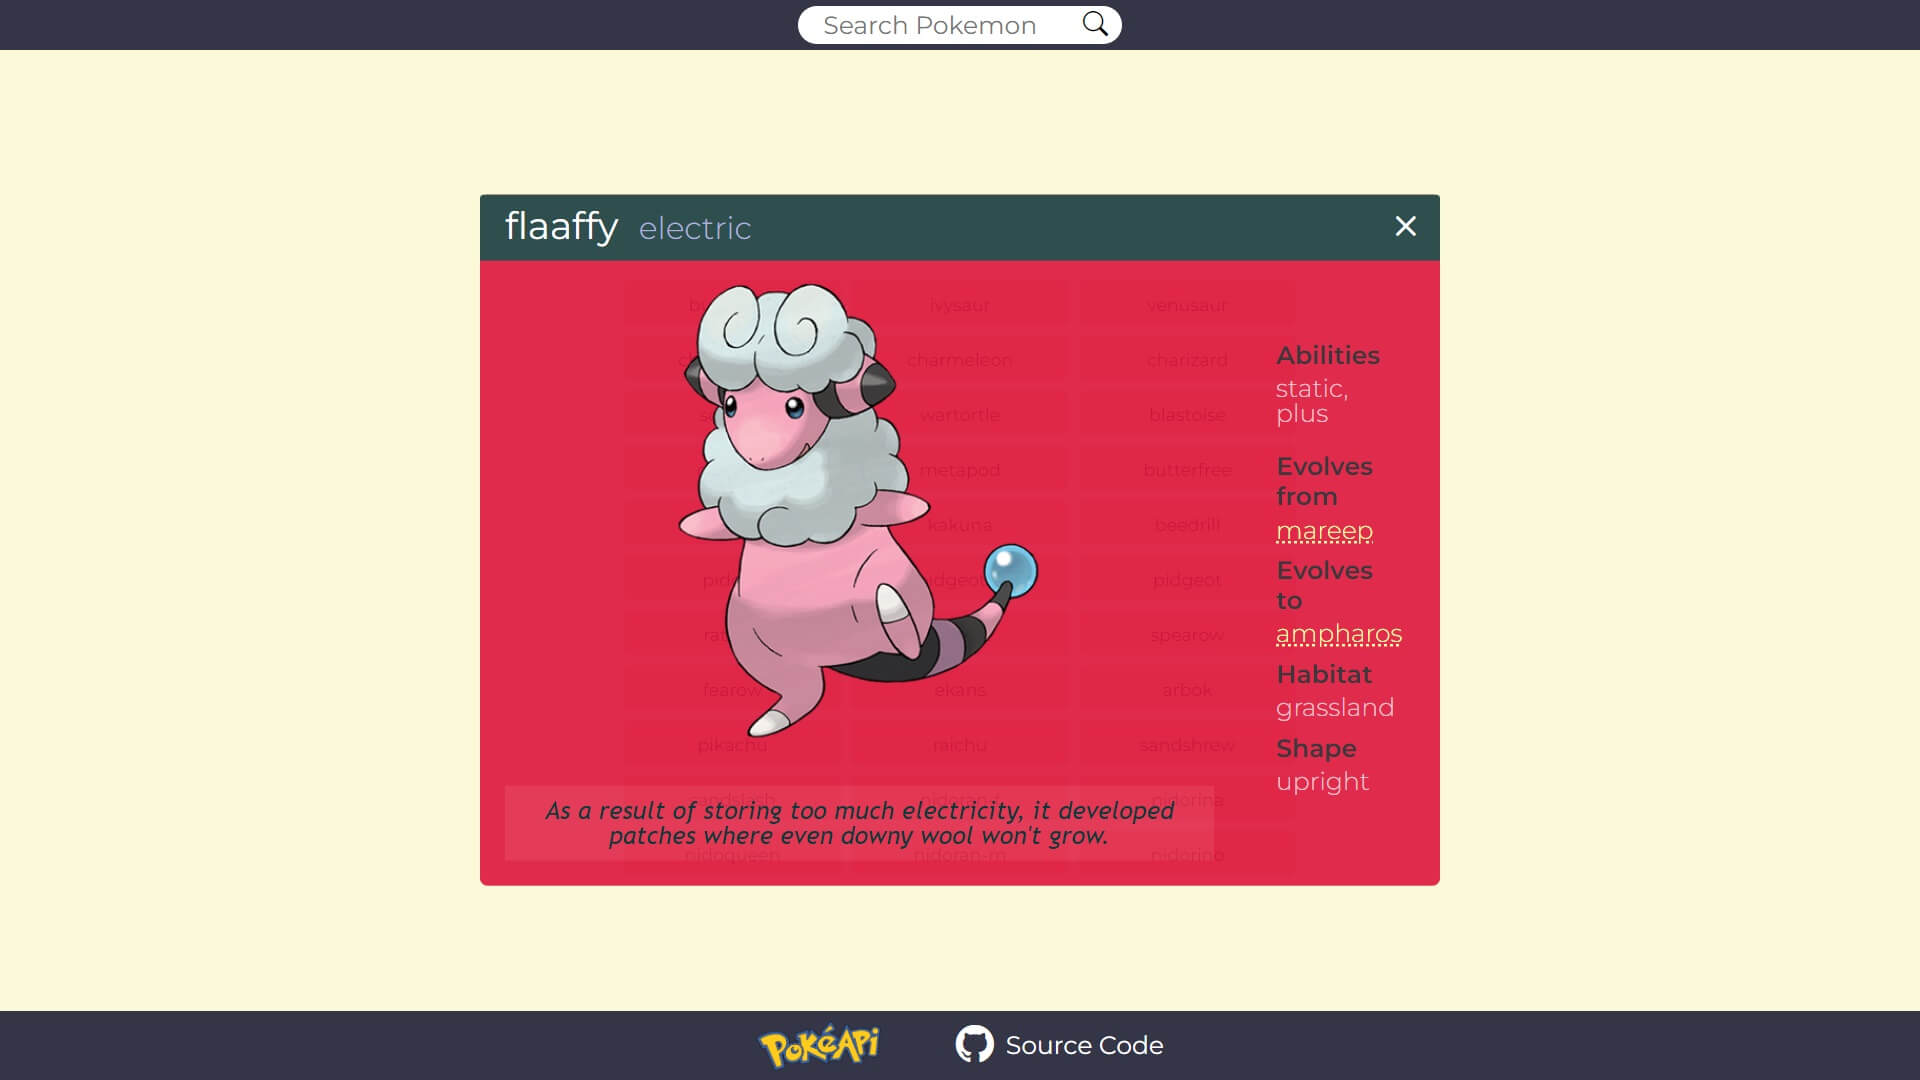 Search Pokemon
flaaffy electric
ivysaur venusaur
charmeleon charizard
wartortle blastoise
metapod butterfree
kakuna beedrill
pidgeot
spearow
fearow ekans arbok
pikachu raichu sandshrew
sandslash nidoran-f nidorina
nidoqueen nidoran-m nidorino
Abilities
static,
plus
Evolves
from
mareep
Evolves
to
ampharos
Habitat
grassland
Shape
upright
As a result of storing too much electricity, it developed
patches where even downy wool won't grow.
PokéApi
Source Code